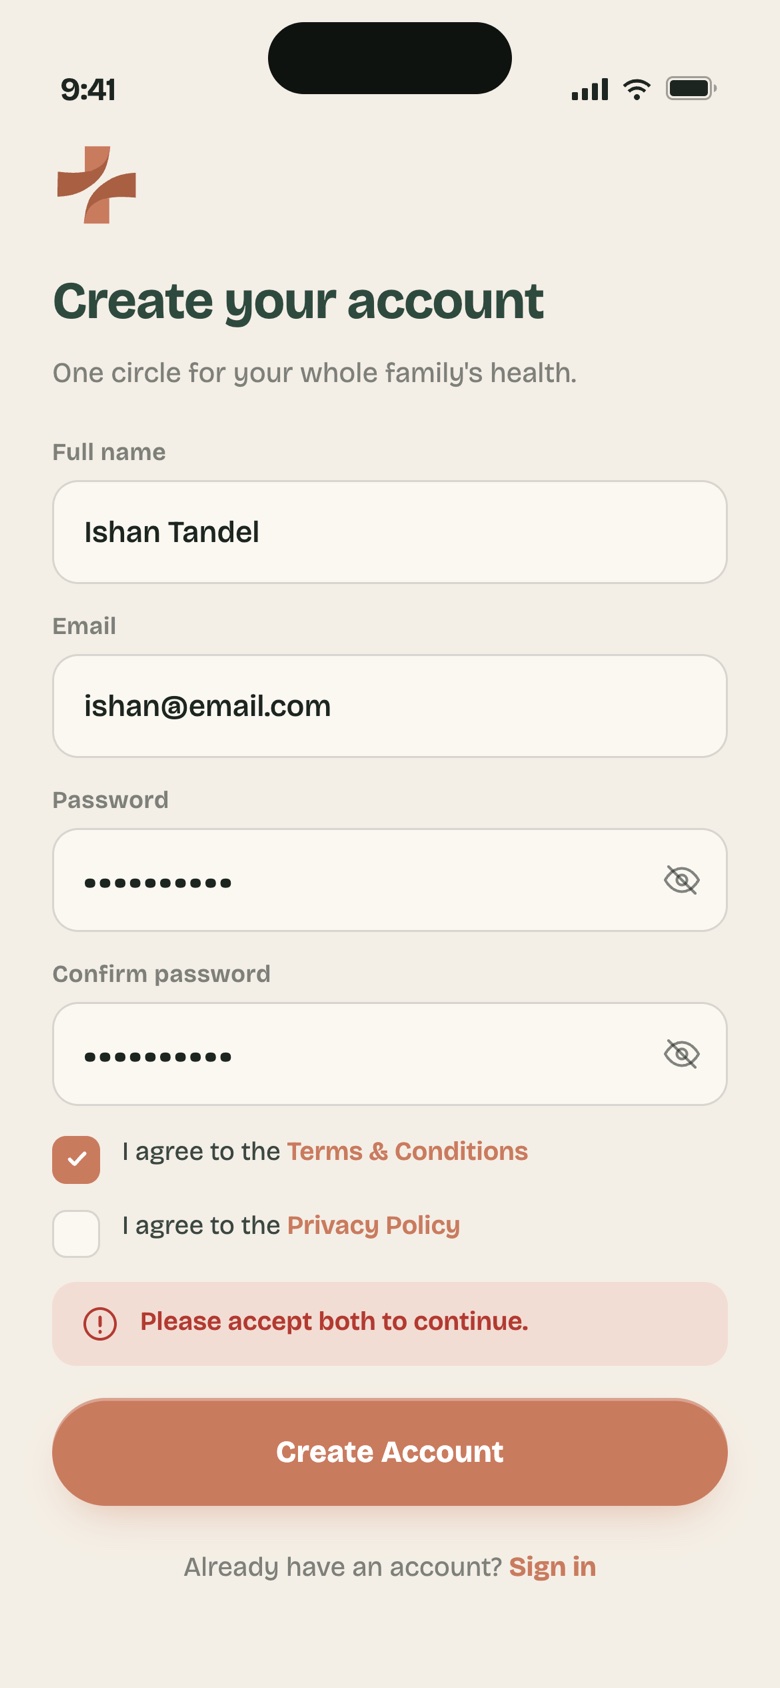 9:41
Create your account
One circle for your whole family's health.
Full name
Ishan Tandel
Email
ishan@email.com
Password
••••••••••
Confirm password
••••••••••
I agree to the Terms & Conditions
I agree to the Privacy Policy
Please accept both to continue.
Create Account
Already have an account? Sign in